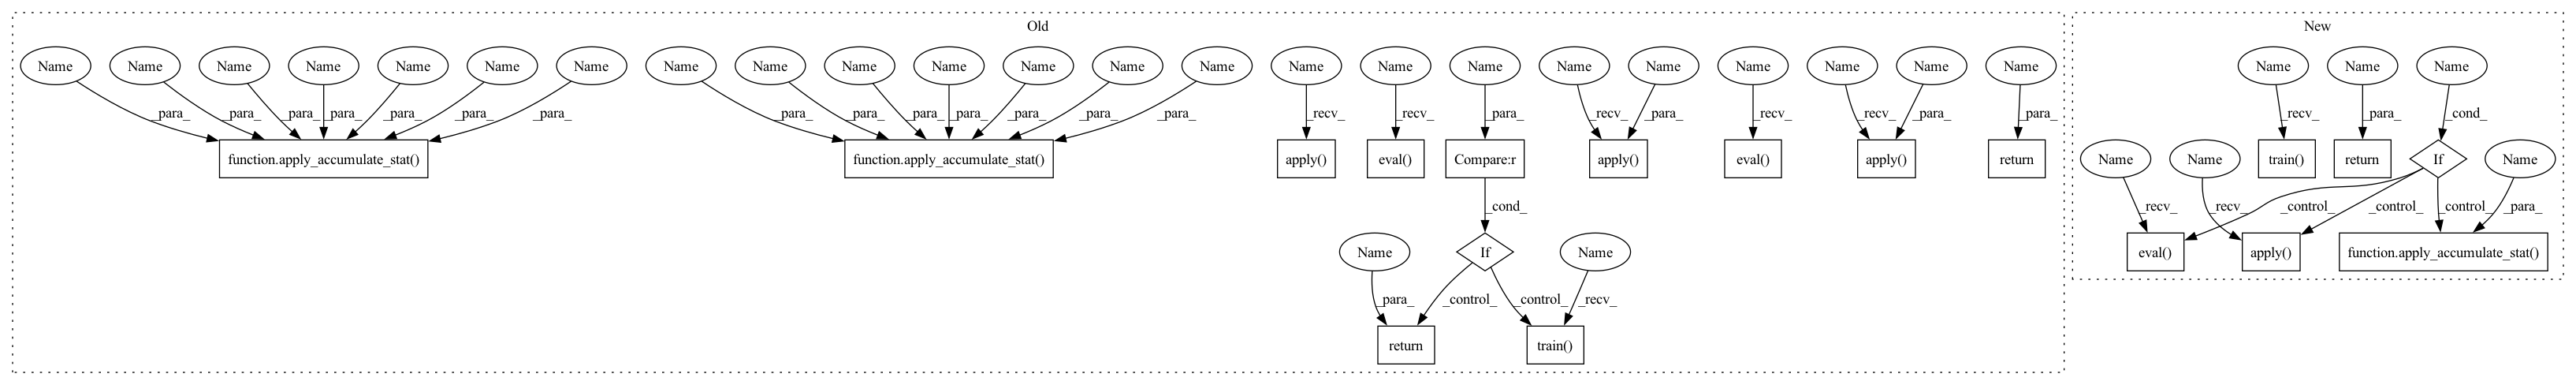 Old
New
Name Name Name Name Name Name Name Name Name Name Name Name Name Name Name Name Name Name Name Name Name Name Name Name Name Name
_para_ _para_ _para_ _para_ _para_ _para_ _para_ _para_ _para_ _para_ _para_ _para_ _para_ _para_ _recv_ _recv_ _para_ _recv_ _para_ _recv_ _recv_ _para_ _para_ _recv_ _para_ _cond_
function.apply_accumulate_stat() function.apply_accumulate_stat() apply() eval() Compare:r apply() eval() apply() return Name Name train() return If Name
_cond_ _recv_ _recv_ _control_ _control_ _control_ _para_
Name If Name eval() apply() function.apply_accumulate_stat()
_para_ _control_ _control_ _recv_
return train()